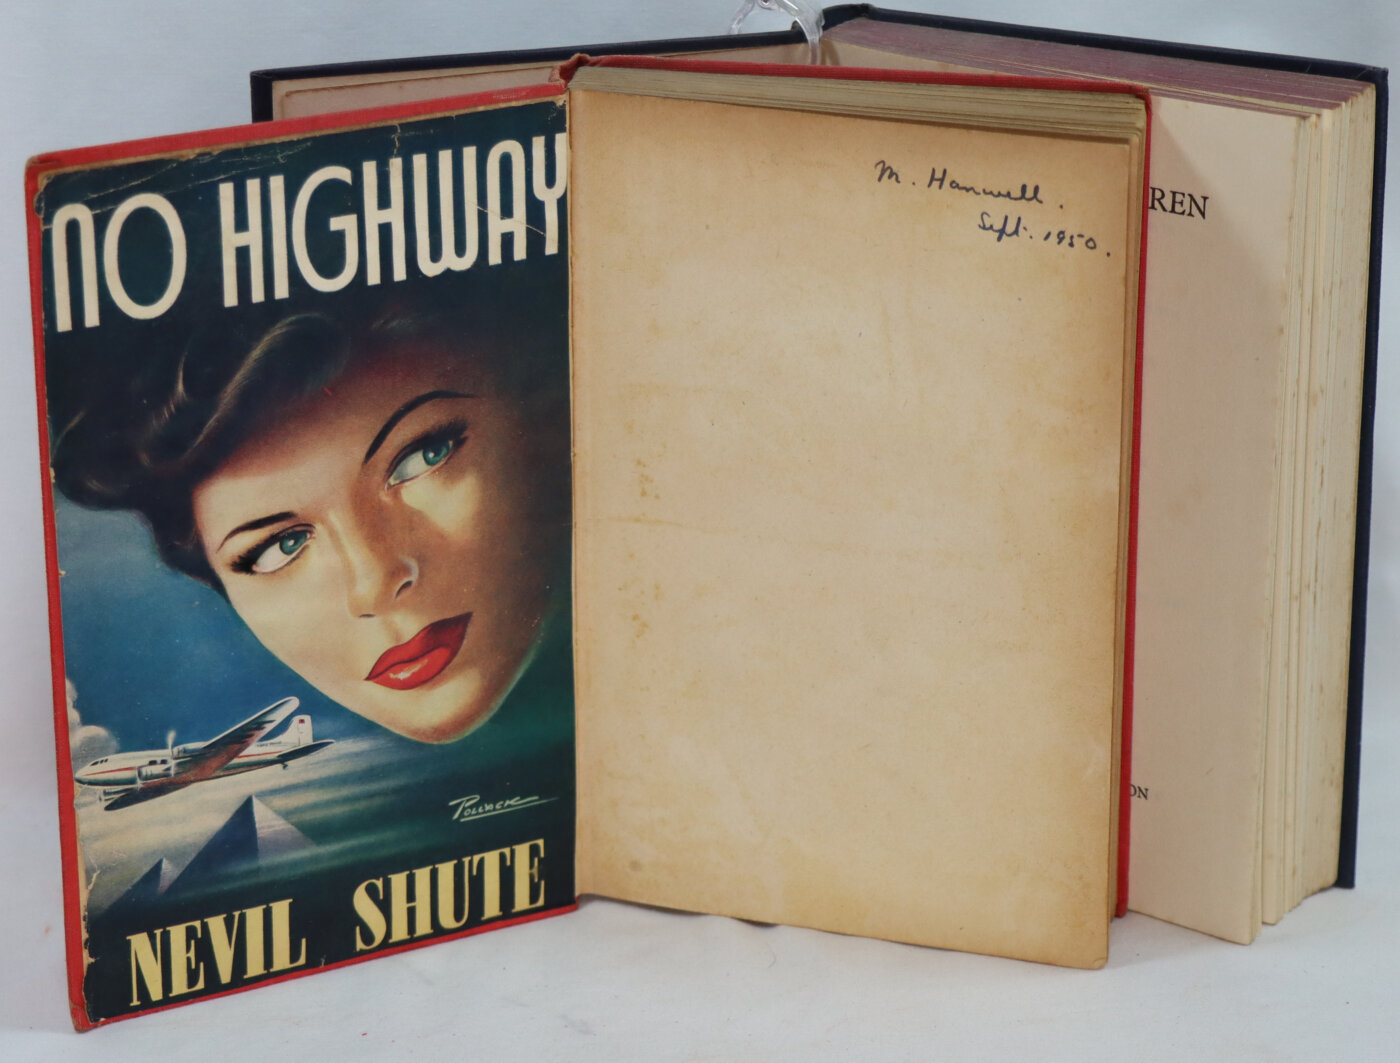 NO HIGHWAY
POLLACK
NEVIL SHUTE
M. Hanwell.
Sept. 1950.
REN
ON